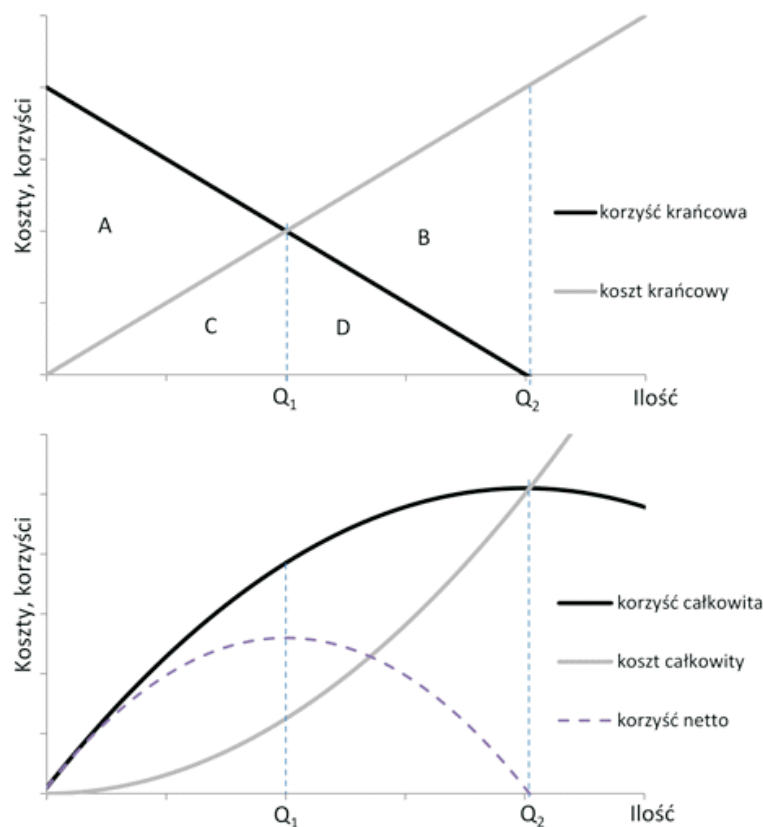 Koszty, korzyści
A
B
C
D
korzyść krańcowa
koszt krańcowy
Q₁
Q₂
Ilość
Koszty, korzyści
korzyść całkowita
koszt całkowity
korzyść netto
Q₁
Q₂
Ilość